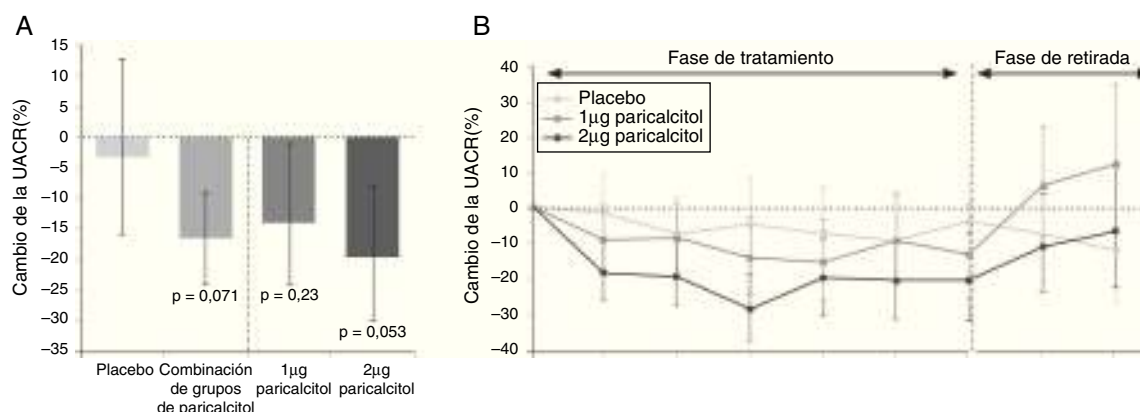 A
15
10
5
0
−5
−10
−15
−20
−25
−30
−35
Cambio de la UACR(%)
p = 0,071
p = 0,23
p = 0,053
Placebo
Combinación
de grupos
de paricalcitol
1μg
paricalcitol
2μg
paricalcitol
B
Fase de tratamiento
Fase de retirada
40
30
20
10
0
−10
−20
−30
−40
Cambio de la UACR(%)
Placebo
1μg paricalcitol
2μg paricalcitol